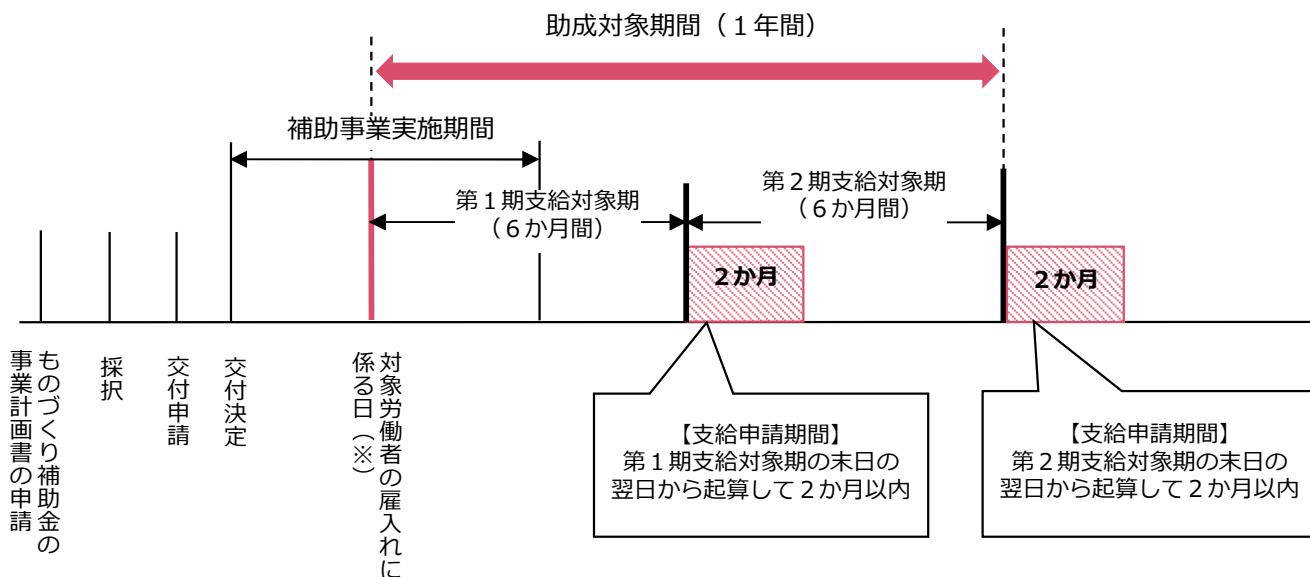 助成対象期間（１年間）
補助事業実施期間
第１期支給対象期
（６か月間）
第２期支給対象期
（６か月間）
２か月
２か月
ものづくり補助金の
事業計画書の申請
採択
交付申請
交付決定
対象労働者の雇入れに
係る日（※）
【支給申請期間】
第１期支給対象期の末日の
翌日から起算して２か月以内
【支給申請期間】
第２期支給対象期の末日の
翌日から起算して２か月以内